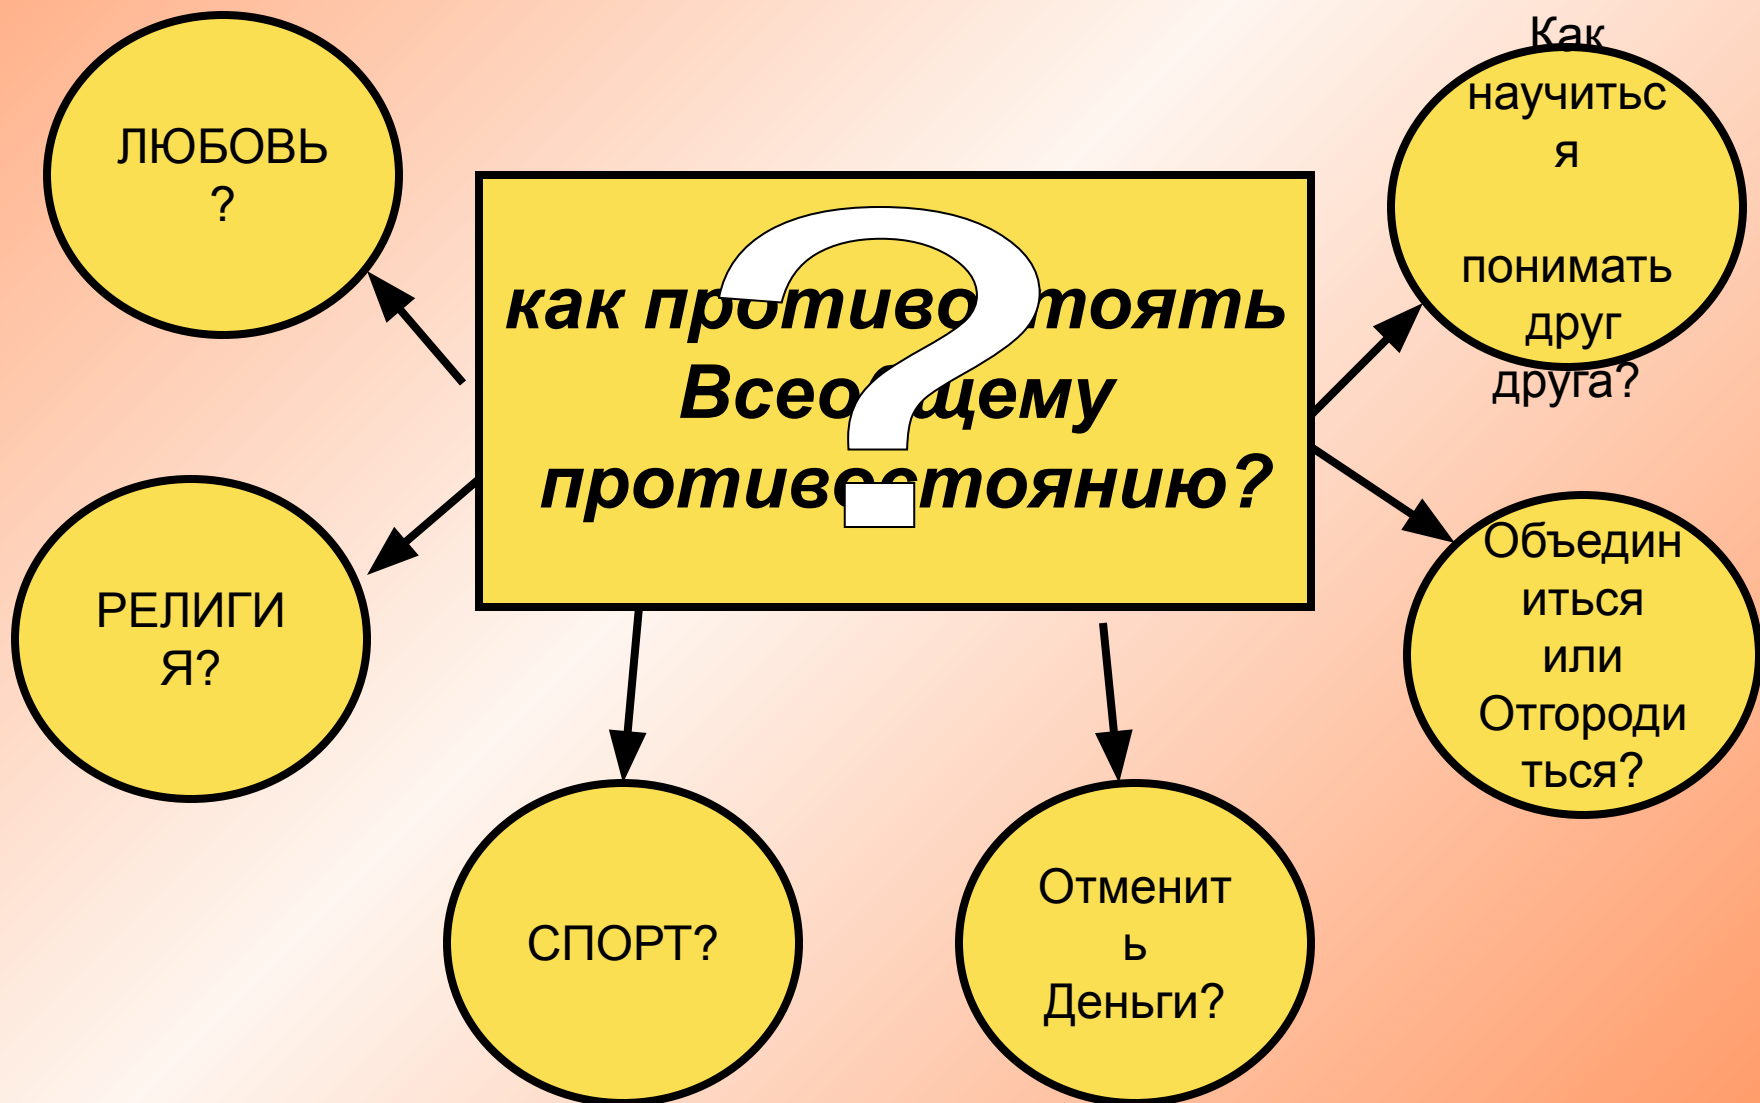 ЛЮБОВЬ
?
Как
научитьс
я
понимать
друг
друга?
?
как противостоять
Всеобщему
противостоянию?
РЕЛИГИ
Я?
Объедин
иться
или
Отгороди
ться?
СПОРТ?
Отменит
ь
Деньги?